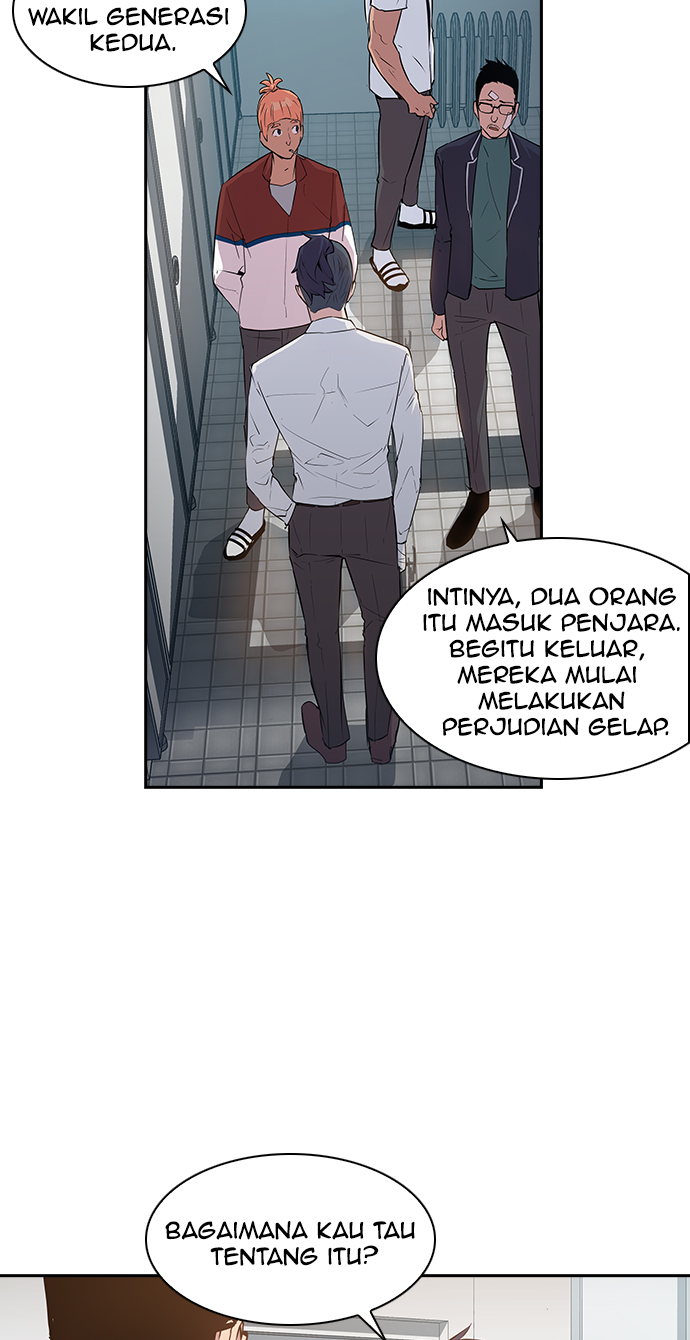 WAKIL GENERASI
KEDUA.
INTINYA, DUA ORANG
ITU MASUK PENJARA.
BEGITU KELUAR,
MEREKA MULAI
MELAKUKAN
PERJUDIAN GELAP.
BAGAIMANA KAU TAU
TENTANG ITU?